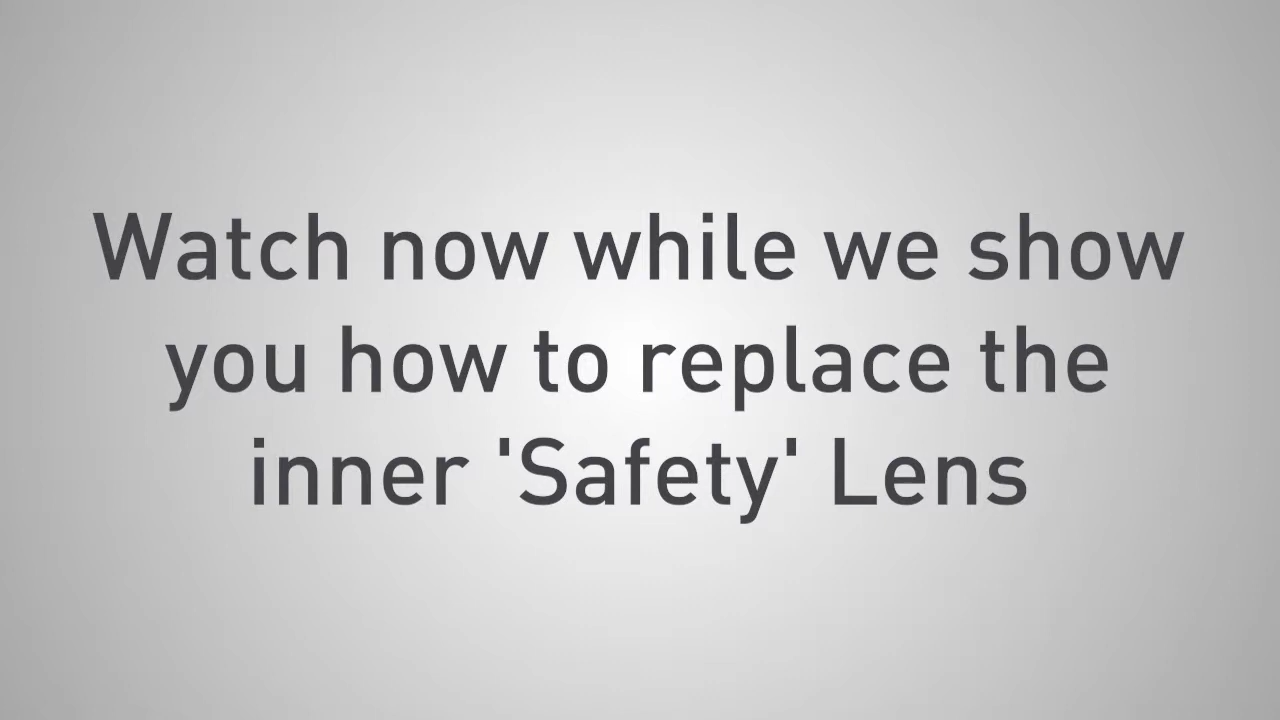 Watch now while we show
you how to replace the
inner 'Safety' Lens